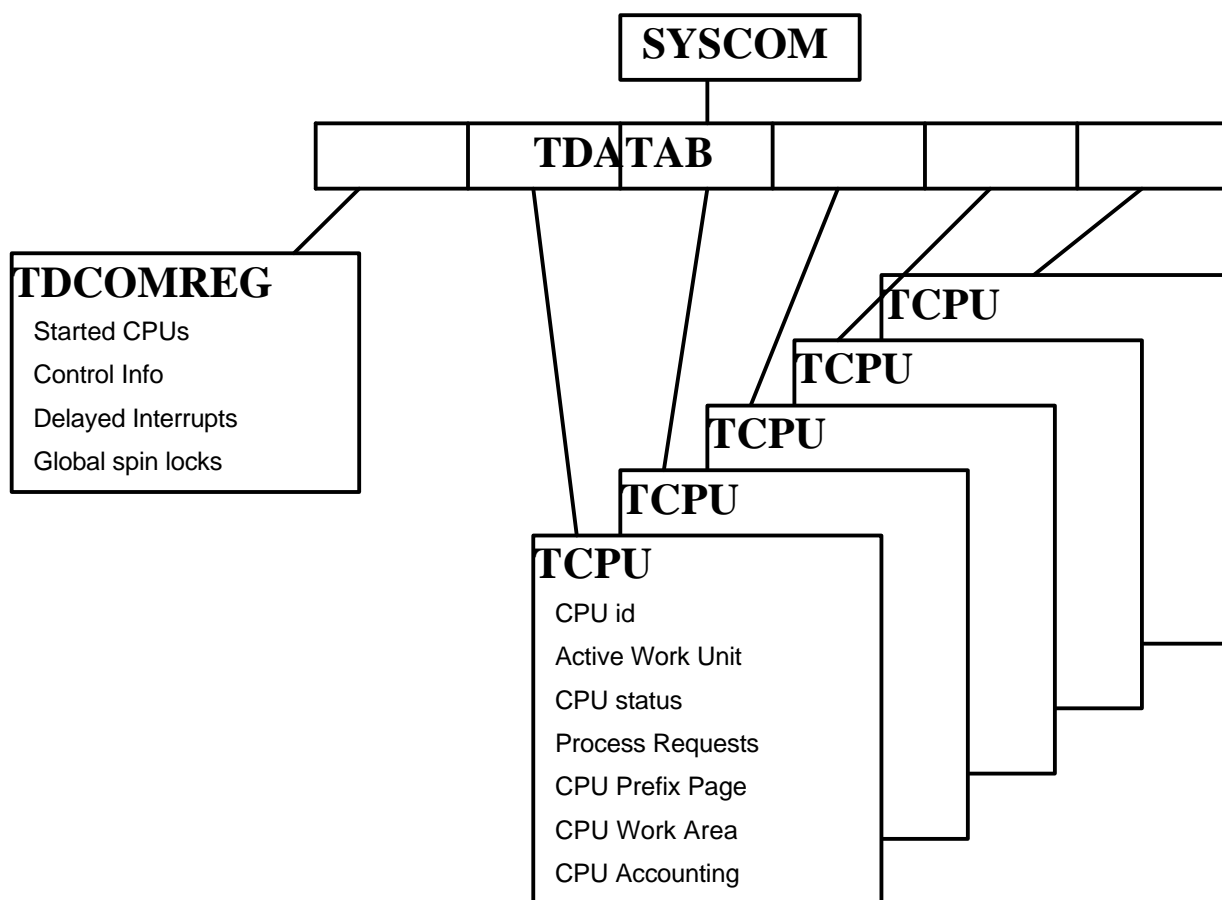 SYSCOM
TDATAB
TDCOMREG
Started CPUs
Control Info
Delayed Interrupts
Global spin locks
TCPU
TCPU
TCPU
TCPU
TCPU
CPU id
Active Work Unit
CPU status
Process Requests
CPU Prefix Page
CPU Work Area
CPU Accounting